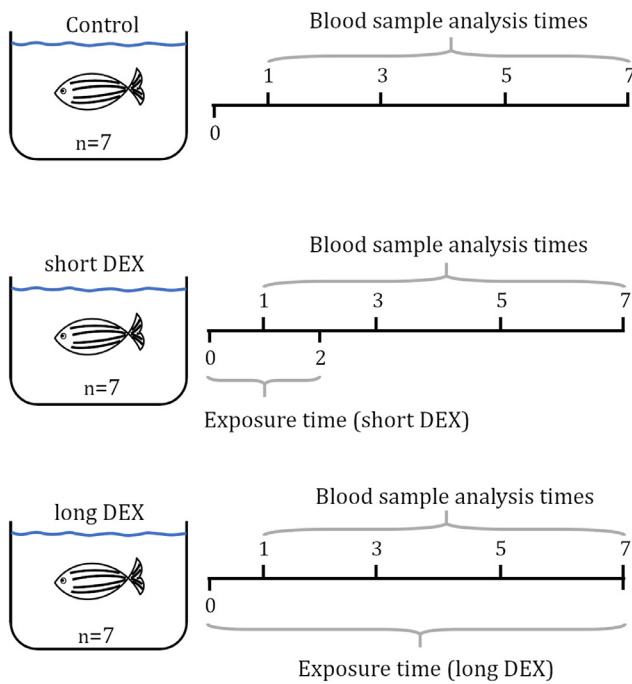 Control
n=7
Blood sample analysis times
1 3 5 7
0
short DEX
n=7
Blood sample analysis times
1 3 5 7
0 2
Exposure time (short DEX)
long DEX
n=7
Blood sample analysis times
1 3 5 7
0
Exposure time (long DEX)